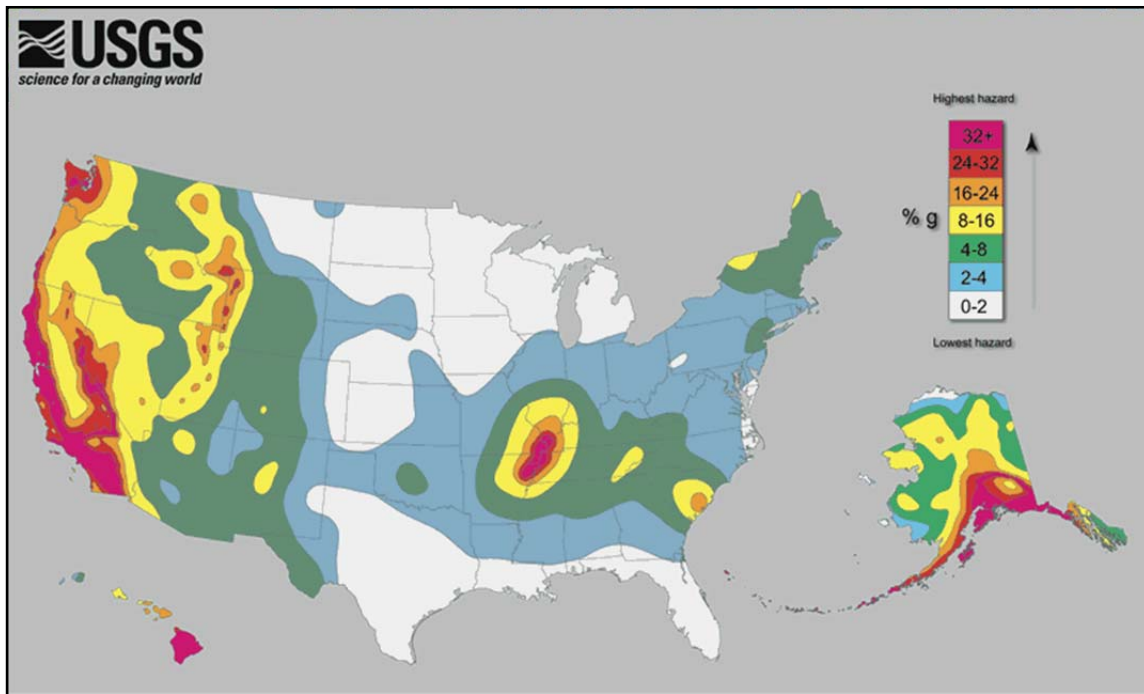 USGS
science for a changing world
Highest hazard
32+
24-32
16-24
% g
8-16
4-8
2-4
0-2
Lowest hazard